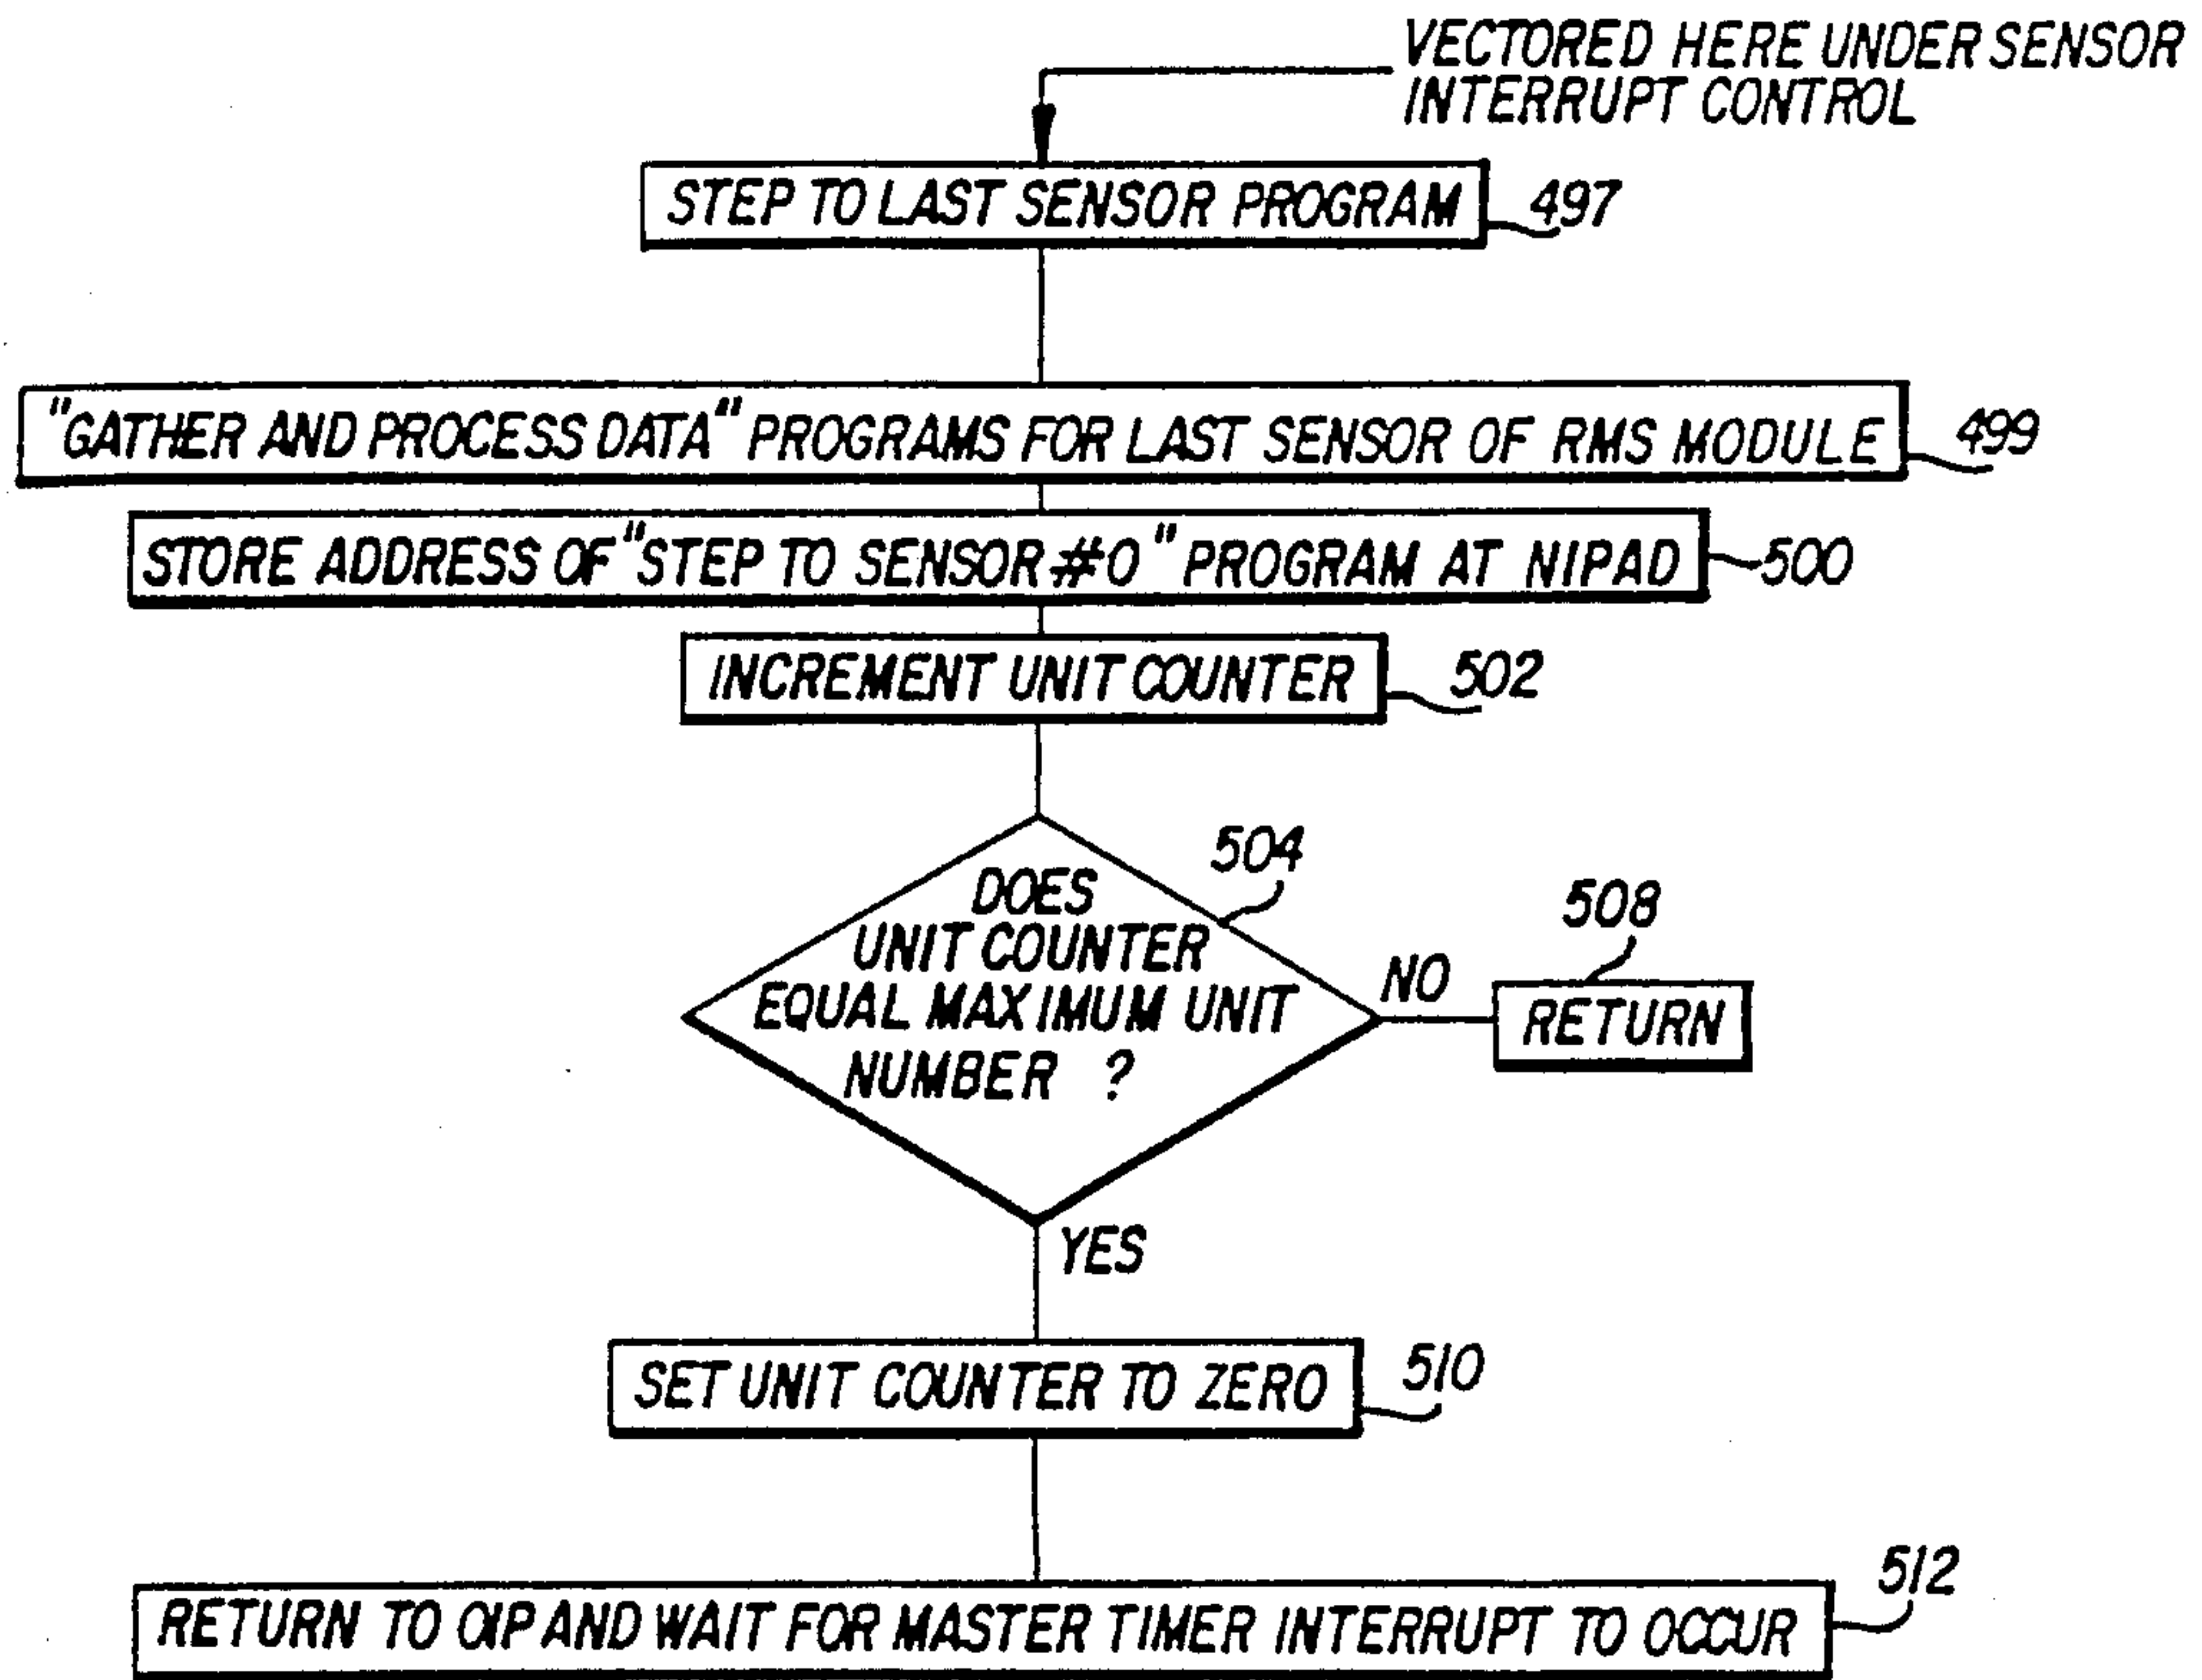 VECTORED HERE UNDER SENSOR
INTERRUPT CONTROL
STEP TO LAST SENSOR PROGRAM
497
"GATHER AND PROCESS DATA" PROGRAMS FOR LAST SENSOR OF RMS MODULE
499
STORE ADDRESS OF "STEP TO SENSOR #0" PROGRAM AT NIPAD
500
INCREMENT UNIT COUNTER
502
504
DOES
UNIT COUNTER
EQUAL MAXIMUM UNIT
NUMBER ?
NO
508
RETURN
YES
SET UNIT COUNTER TO ZERO
510
RETURN TO OIP AND WAIT FOR MASTER TIMER INTERRUPT TO OCCUR
512